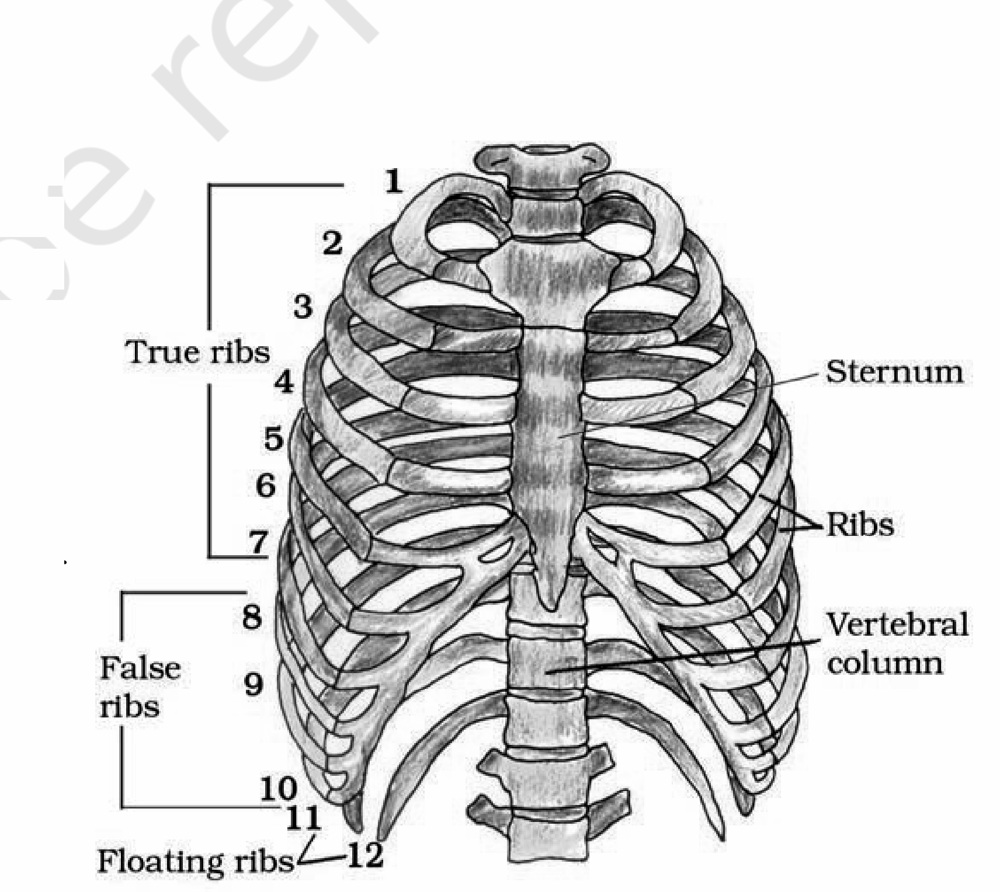 1
2
3
True ribs
4
Sternum
5
6
Ribs
7
8
Vertebral
column
False
ribs
9
10
11
12
Floating ribs